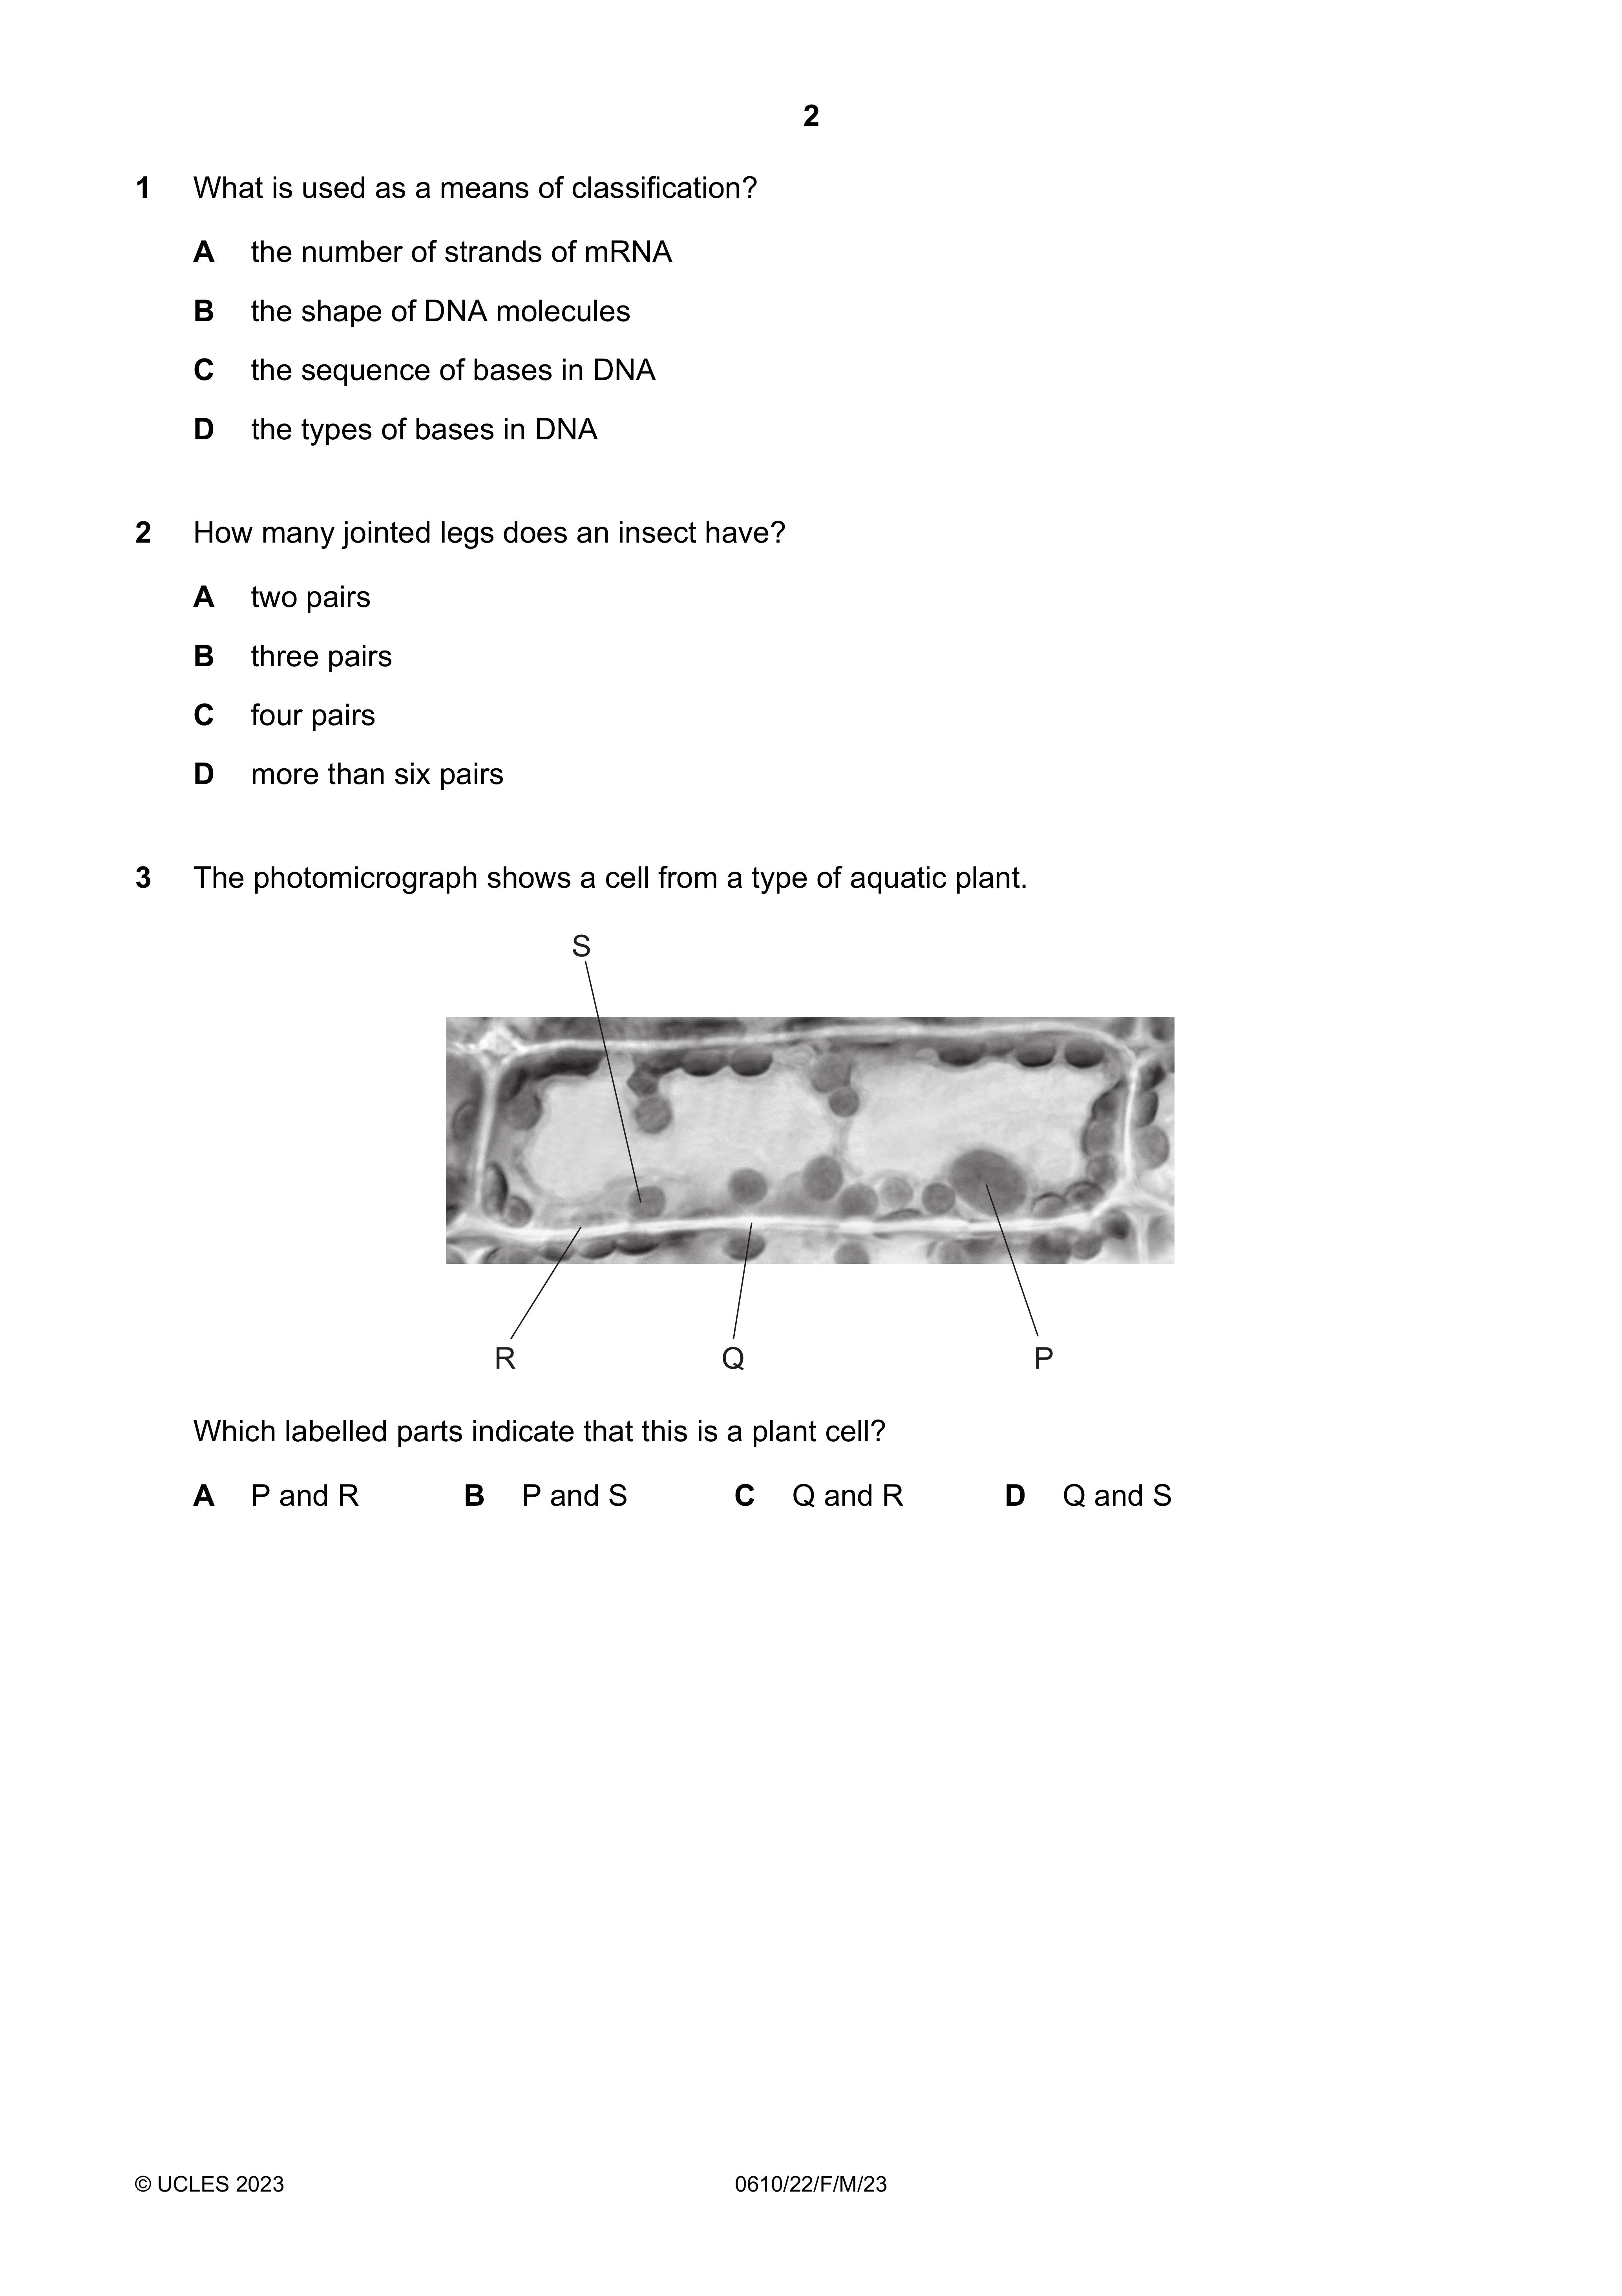 2
1 What is used as a means of classification?
A the number of strands of mRNA
B the shape of DNA molecules
C the sequence of bases in DNA
D the types of bases in DNA
2 How many jointed legs does an insect have?
A two pairs
B three pairs
C four pairs
D more than six pairs
3 The photomicrograph shows a cell from a type of aquatic plant.
S
R Q P
Which labelled parts indicate that this is a plant cell?
A P and R B P and S C Q and R D Q and S
© UCLES 2023 0610/22/F/M/23